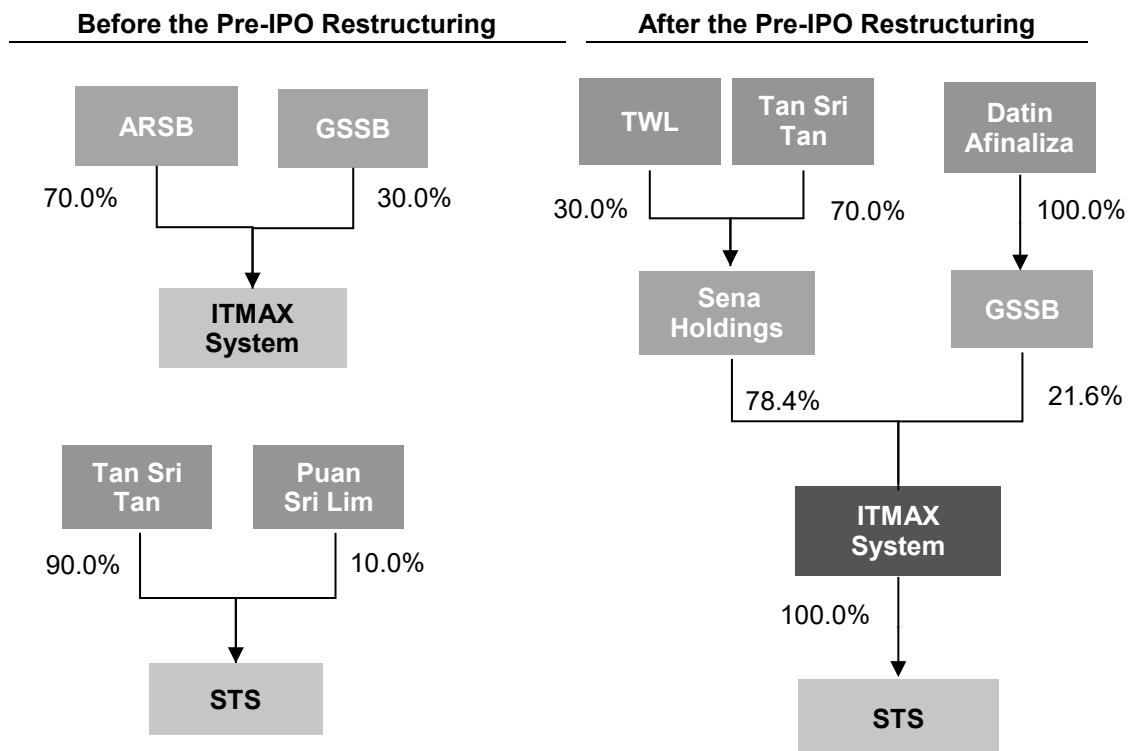 Before the Pre-IPO Restructuring
ARSB
GSSB
70.0%
30.0%
ITMAX
System
Tan Sri
Tan
Puan
Sri Lim
90.0%
10.0%
STS
After the Pre-IPO Restructuring
TWL
Tan Sri
Tan
Datin
Afinaliza
30.0%
70.0%
100.0%
Sena
Holdings
GSSB
78.4%
21.6%
ITMAX
System
100.0%
STS